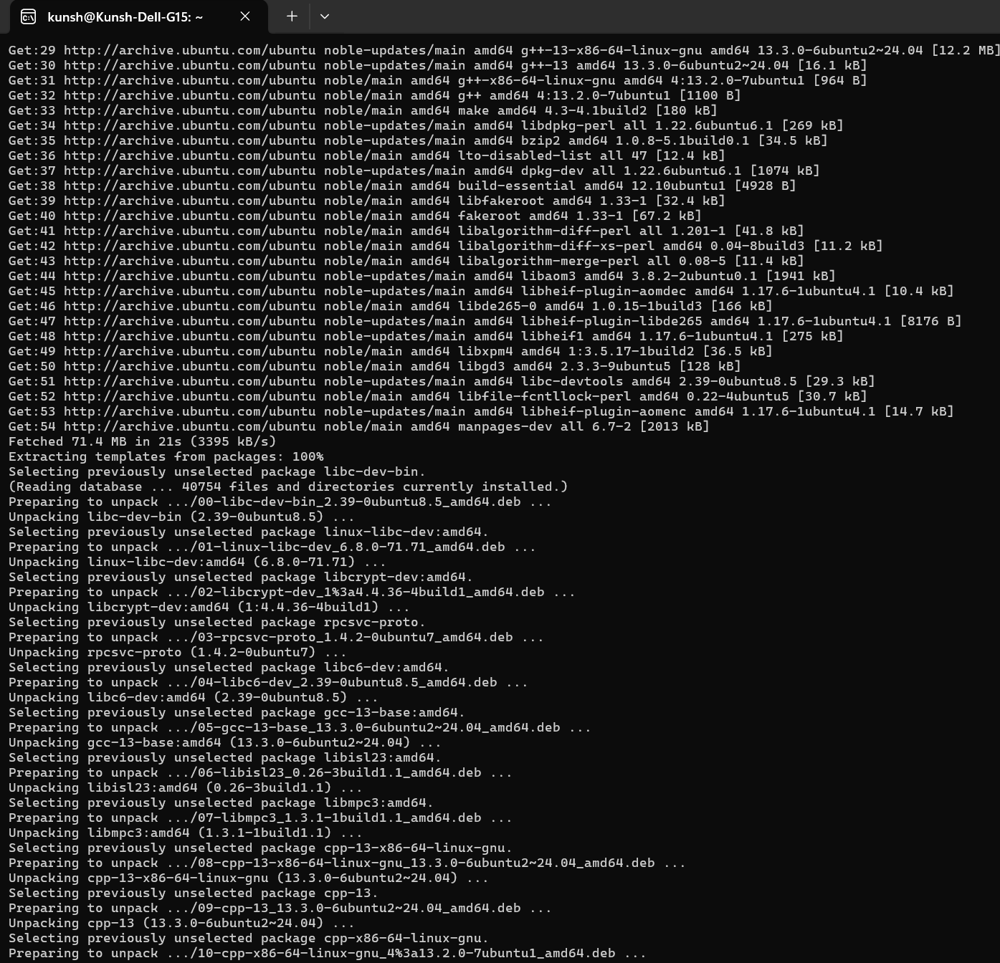 kunsh@Kunsh-Dell-G15: ~
Get:29 http://archive.ubuntu.com/ubuntu noble-updates/main amd64 g++-13-x86-64-linux-gnu amd64 13.3.0-6ubuntu2~24.04 [12.2 MB]
Get:30 http://archive.ubuntu.com/ubuntu noble-updates/main amd64 g++-13 amd64 13.3.0-6ubuntu2~24.04 [16.1 kB]
Get:31 http://archive.ubuntu.com/ubuntu noble/main amd64 g++-x86-64-linux-gnu amd64 4:13.2.0-7ubuntu1 [964 B]
Get:32 http://archive.ubuntu.com/ubuntu noble/main amd64 g++ amd64 4:13.2.0-7ubuntu1 [1100 B]
Get:33 http://archive.ubuntu.com/ubuntu noble/main amd64 make amd64 4.3-4.1build2 [180 kB]
Get:34 http://archive.ubuntu.com/ubuntu noble-updates/main amd64 libdpkg-perl all 1.22.6ubuntu6.1 [269 kB]
Get:35 http://archive.ubuntu.com/ubuntu noble-updates/main amd64 bzip2 amd64 1.0.8-5.1build0.1 [34.5 kB]
Get:36 http://archive.ubuntu.com/ubuntu noble/main amd64 lto-disabled-list all 47 [12.4 kB]
Get:37 http://archive.ubuntu.com/ubuntu noble-updates/main amd64 dpkg-dev all 1.22.6ubuntu6.1 [1074 kB]
Get:38 http://archive.ubuntu.com/ubuntu noble/main amd64 build-essential amd64 12.10ubuntu1 [4928 B]
Get:39 http://archive.ubuntu.com/ubuntu noble/main amd64 libfakeroot amd64 1.33-1 [32.4 kB]
Get:40 http://archive.ubuntu.com/ubuntu noble/main amd64 fakeroot amd64 1.33-1 [67.2 kB]
Get:41 http://archive.ubuntu.com/ubuntu noble/main amd64 libalgorithm-diff-perl all 1.201-1 [41.8 kB]
Get:42 http://archive.ubuntu.com/ubuntu noble/main amd64 libalgorithm-diff-xs-perl amd64 0.04-8build3 [11.2 kB]
Get:43 http://archive.ubuntu.com/ubuntu noble/main amd64 libalgorithm-merge-perl all 0.08-5 [11.4 kB]
Get:44 http://archive.ubuntu.com/ubuntu noble-updates/main amd64 libaom3 amd64 3.8.2-2ubuntu0.1 [1941 kB]
Get:45 http://archive.ubuntu.com/ubuntu noble-updates/main amd64 libheif-plugin-aomdec amd64 1.17.6-1ubuntu4.1 [10.4 kB]
Get:46 http://archive.ubuntu.com/ubuntu noble/main amd64 libde265-0 amd64 1.0.15-1build3 [166 kB]
Get:47 http://archive.ubuntu.com/ubuntu noble-updates/main amd64 libheif-plugin-libde265 amd64 1.17.6-1ubuntu4.1 [8176 B]
Get:48 http://archive.ubuntu.com/ubuntu noble-updates/main amd64 libheif1 amd64 1.17.6-1ubuntu4.1 [275 kB]
Get:49 http://archive.ubuntu.com/ubuntu noble/main amd64 libxpm4 amd64 1:3.5.17-1build2 [36.5 kB]
Get:50 http://archive.ubuntu.com/ubuntu noble/main amd64 libgd3 amd64 2.3.3-9ubuntu5 [128 kB]
Get:51 http://archive.ubuntu.com/ubuntu noble-updates/main amd64 libc-devtools amd64 2.39-0ubuntu8.5 [29.3 kB]
Get:52 http://archive.ubuntu.com/ubuntu noble/main amd64 libfile-fcntllock-perl amd64 0.22-4ubuntu5 [30.7 kB]
Get:53 http://archive.ubuntu.com/ubuntu noble-updates/main amd64 libheif-plugin-aomenc amd64 1.17.6-1ubuntu4.1 [14.7 kB]
Get:54 http://archive.ubuntu.com/ubuntu noble/main amd64 manpages-dev all 6.7-2 [2013 kB]
Fetched 71.4 MB in 21s (3395 kB/s)
Extracting templates from packages: 100%
Selecting previously unselected package libc-dev-bin.
(Reading database ... 40754 files and directories currently installed.)
Preparing to unpack .../00-libc-dev-bin_2.39-0ubuntu8.5_amd64.deb ...
Unpacking libc-dev-bin (2.39-0ubuntu8.5) ...
Selecting previously unselected package linux-libc-dev:amd64.
Preparing to unpack .../01-linux-libc-dev_6.8.0-71.71_amd64.deb ...
Unpacking linux-libc-dev:amd64 (6.8.0-71.71) ...
Selecting previously unselected package libcrypt-dev:amd64.
Preparing to unpack .../02-libcrypt-dev_1%3a4.4.36-4build1_amd64.deb ...
Unpacking libcrypt-dev:amd64 (1:4.4.36-4build1) ...
Selecting previously unselected package rpcsvc-proto.
Preparing to unpack .../03-rpcsvc-proto_1.4.2-0ubuntu7_amd64.deb ...
Unpacking rpcsvc-proto (1.4.2-0ubuntu7) ...
Selecting previously unselected package libc6-dev:amd64.
Preparing to unpack .../04-libc6-dev_2.39-0ubuntu8.5_amd64.deb ...
Unpacking libc6-dev:amd64 (2.39-0ubuntu8.5) ...
Selecting previously unselected package gcc-13-base:amd64.
Preparing to unpack .../05-gcc-13-base_13.3.0-6ubuntu2~24.04_amd64.deb ...
Unpacking gcc-13-base:amd64 (13.3.0-6ubuntu2~24.04) ...
Selecting previously unselected package libisl23:amd64.
Preparing to unpack .../06-libisl23_0.26-3build1.1_amd64.deb ...
Unpacking libisl23:amd64 (0.26-3build1.1) ...
Selecting previously unselected package libmpc3:amd64.
Preparing to unpack .../07-libmpc3_1.3.1-1build1.1_amd64.deb ...
Unpacking libmpc3:amd64 (1.3.1-1build1.1) ...
Selecting previously unselected package cpp-13-x86-64-linux-gnu.
Preparing to unpack .../08-cpp-13-x86-64-linux-gnu_13.3.0-6ubuntu2~24.04_amd64.deb ...
Unpacking cpp-13-x86-64-linux-gnu (13.3.0-6ubuntu2~24.04) ...
Selecting previously unselected package cpp-13.
Preparing to unpack .../09-cpp-13_13.3.0-6ubuntu2~24.04_amd64.deb ...
Unpacking cpp-13 (13.3.0-6ubuntu2~24.04) ...
Selecting previously unselected package cpp-x86-64-linux-gnu.
Preparing to unpack .../10-cpp-x86-64-linux-gnu_4%3a13.2.0-7ubuntu1_amd64.deb ...